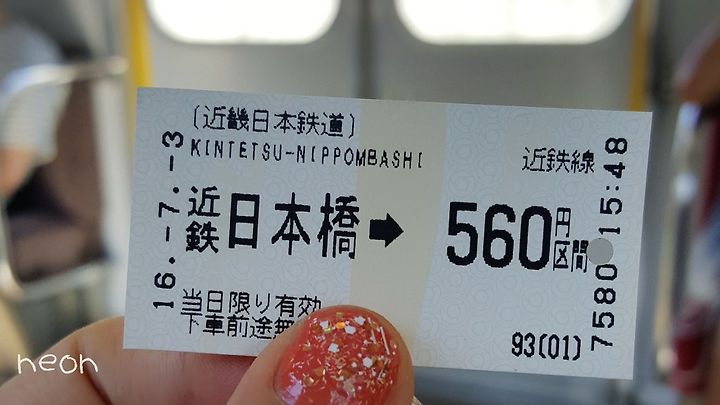 (近畿日本鉄道)
KINTETSU-NIPPOMBASHI
近鉄線
近鉄日本橋➡560円区間
当日限り有効
下車前途無
16.-7.-3
7580 15:48
93(01)
neon